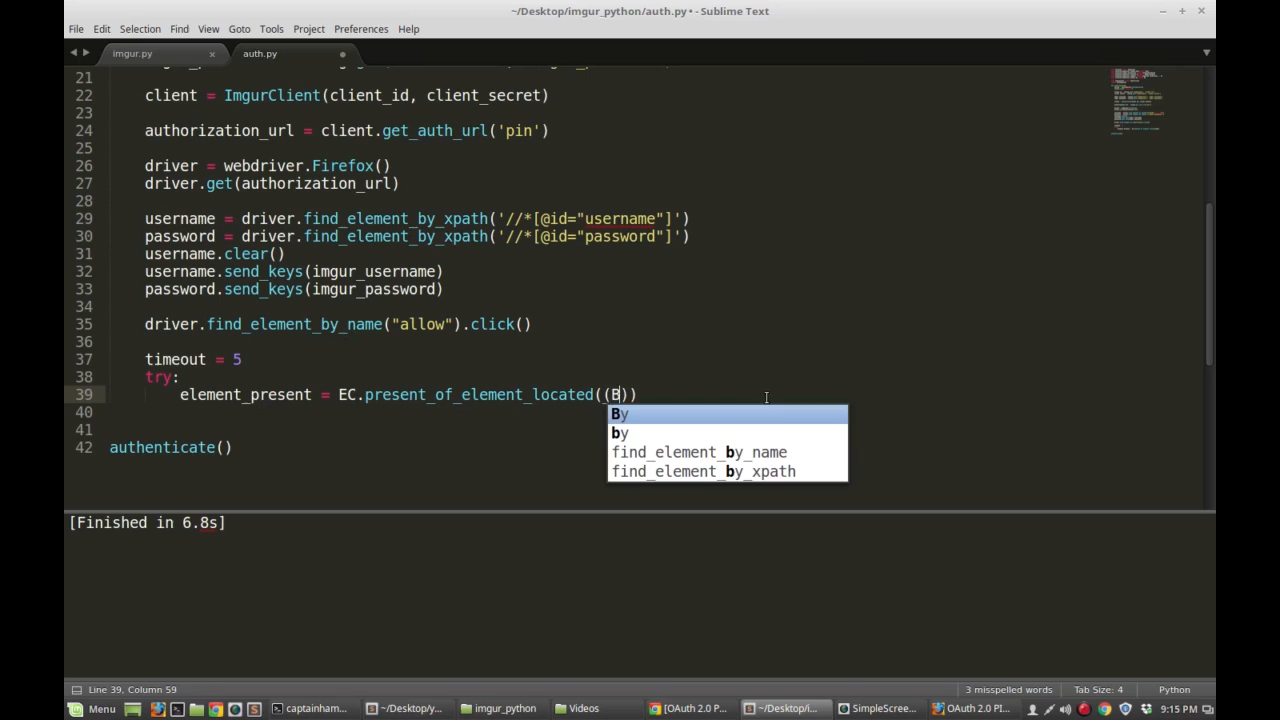 ~/Desktop/imgur_python/auth.py • - Sublime Text
File Edit Selection Find View Goto Tools Project Preferences Help
imgur.py auth.py
21
22 client = ImgurClient(client_id, client_secret)
23
24 authorization_url = client.get_auth_url('pin')
25
26 driver = webdriver.Firefox()
27 driver.get(authorization_url)
28
29 username = driver.find_element_by_xpath('//*[@id="username"]')
30 password = driver.find_element_by_xpath('//*[@id="password"]')
31 username.clear()
32 username.send_keys(imgur_username)
33 password.send_keys(imgur_password)
34
35 driver.find_element_by_name("allow").click()
36
37 timeout = 5
38 try:
39 element_present = EC.present_of_element_located((B))
40
By
41
by
42 authenticate()
find_element_by_name
find_element_by_xpath
[Finished in 6.8s]
Line 39, Column 59 3 misspelled words Tab Size: 4 Python
Menu captainham... ~/Desktop/y... imgur_python Videos [OAuth 2.0 P... ~/Desktop/i... SimpleScreen... OAuth 2.0 PI... 9:15 PM